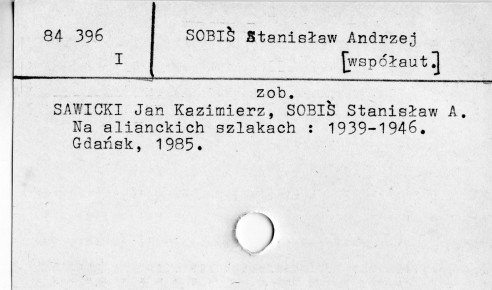 84 396 SOBIŚ Stanisław Andrzej
I [współaut.]
zob.
SAWICKI Jan Kazimierz, SOBIŚ Stanisław A.
Na alianckich szlakach : 1939-1946.
Gdańsk, 1985.